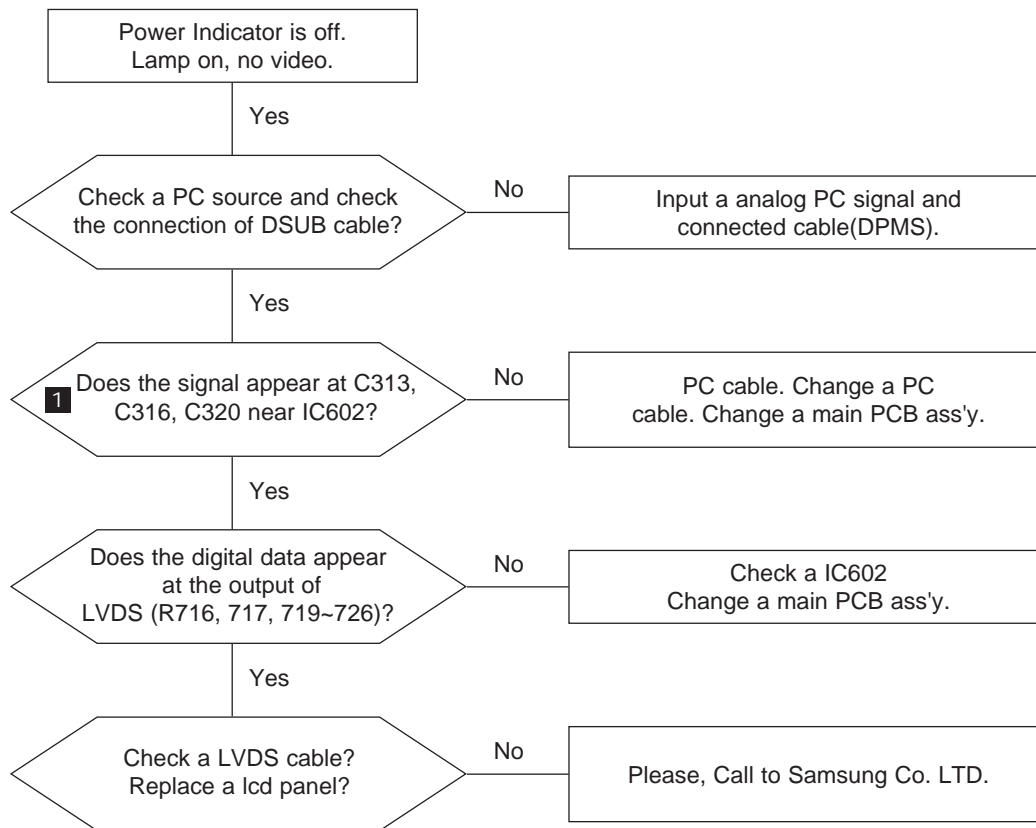 Power Indicator is off.
Lamp on, no video.
Yes
Check a PC source and check
the connection of DSUB cable?
No
Input a analog PC signal and
connected cable(DPMS).
Yes
1
Does the signal appear at C313,
C316, C320 near IC602?
No
PC cable. Change a PC
cable. Change a main PCB ass'y.
Yes
Does the digital data appear
at the output of
LVDS (R716, 717, 719~726)?
No
Check a IC602
Change a main PCB ass'y.
Yes
Check a LVDS cable?
Replace a lcd panel?
No
Please, Call to Samsung Co. LTD.